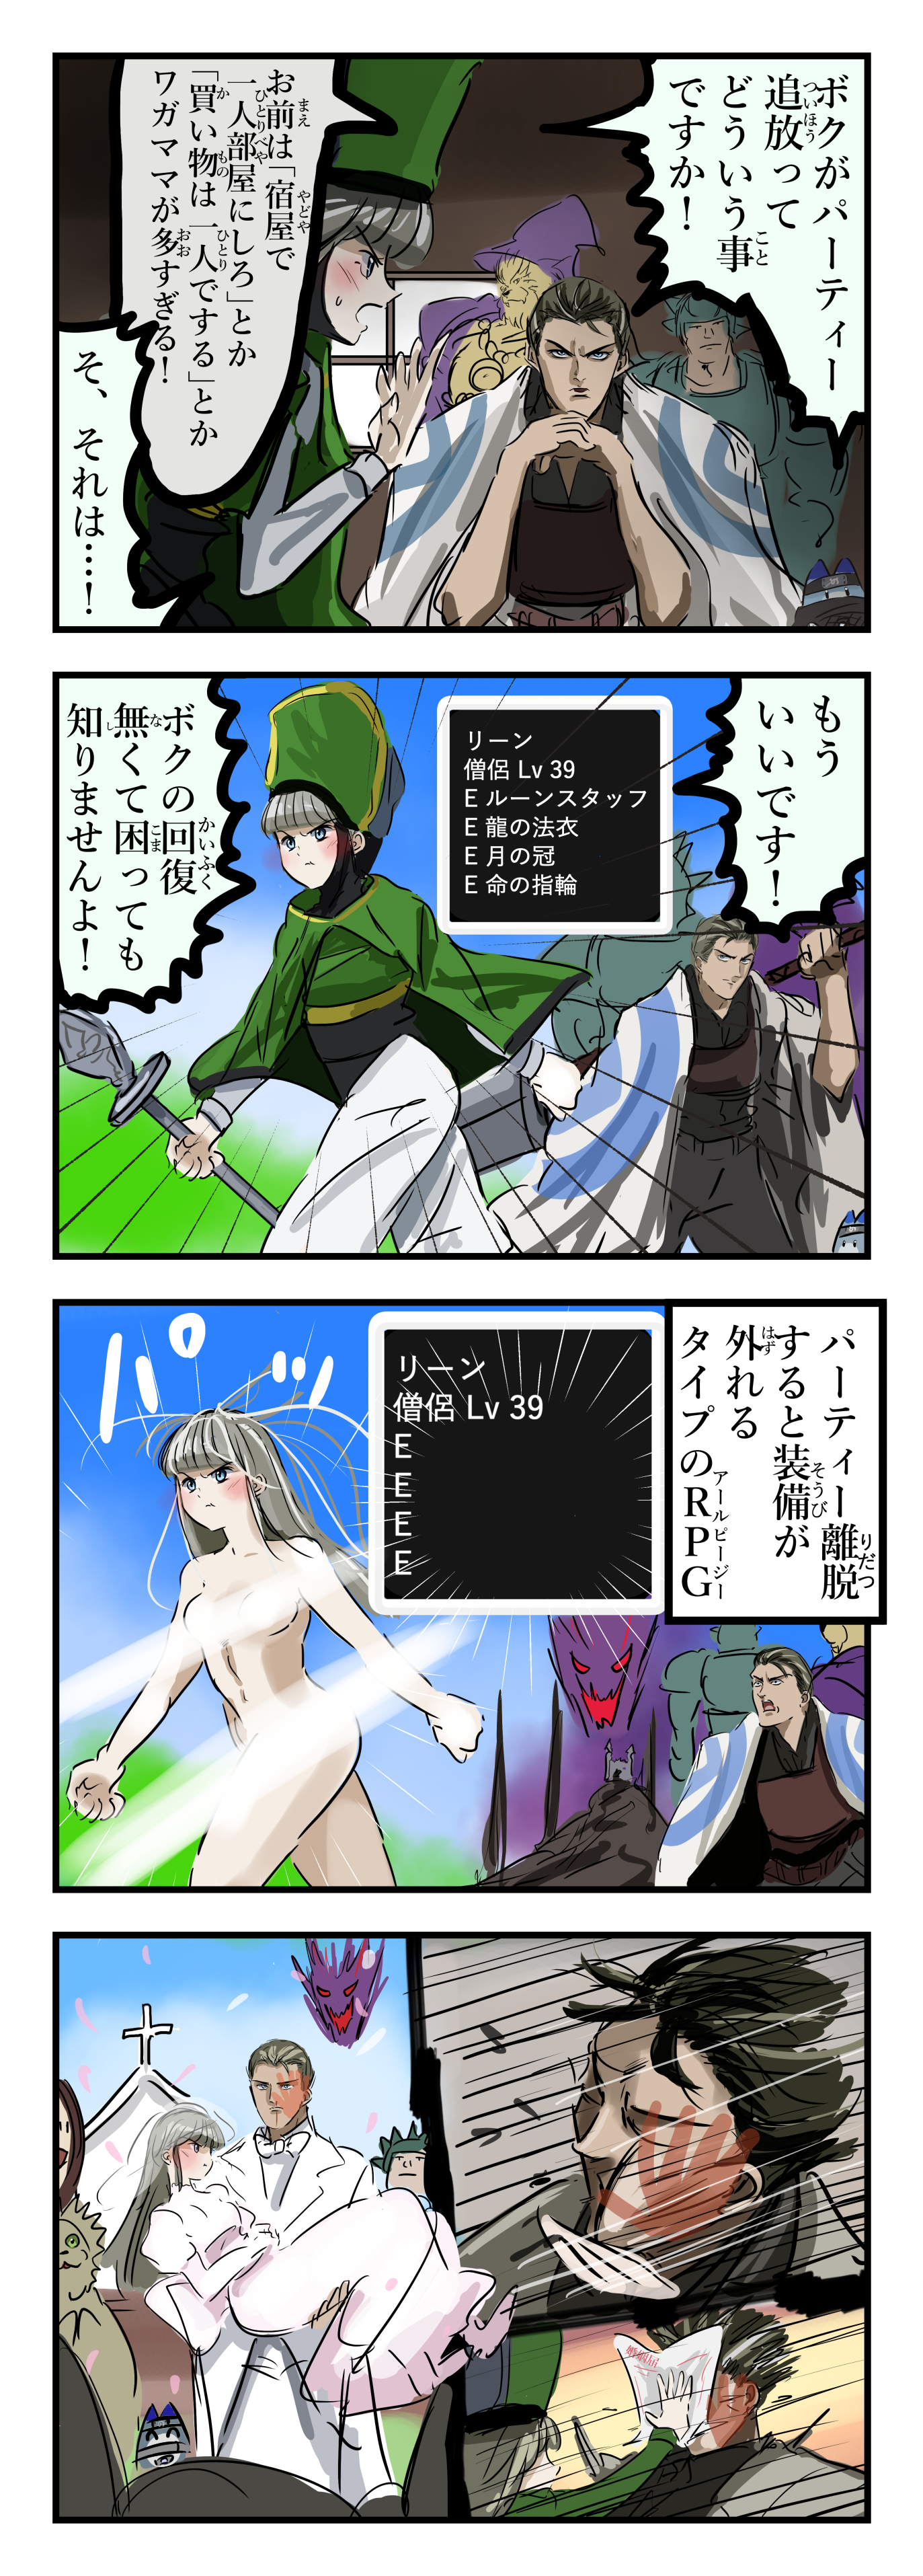 ボクがパーティー
追放って
どういう事
ですか！
お前は「宿屋で
一人部屋にしろ」とか
「買い物は一人でする」とか
ワガママが多すぎる！
そ、それは…！
もう
いいです！
リーン
僧侶 Lv 39
E ルーンスタッフ
E 龍の法衣
E 月の冠
E 命の指輪
ボクの回復
無くて困っても
知りませんよ！
パーティー離脱
すると装備が
外れる
タイプのRPG
リーン
僧侶 Lv 39
E
E
E
E
パッ
婚姻届